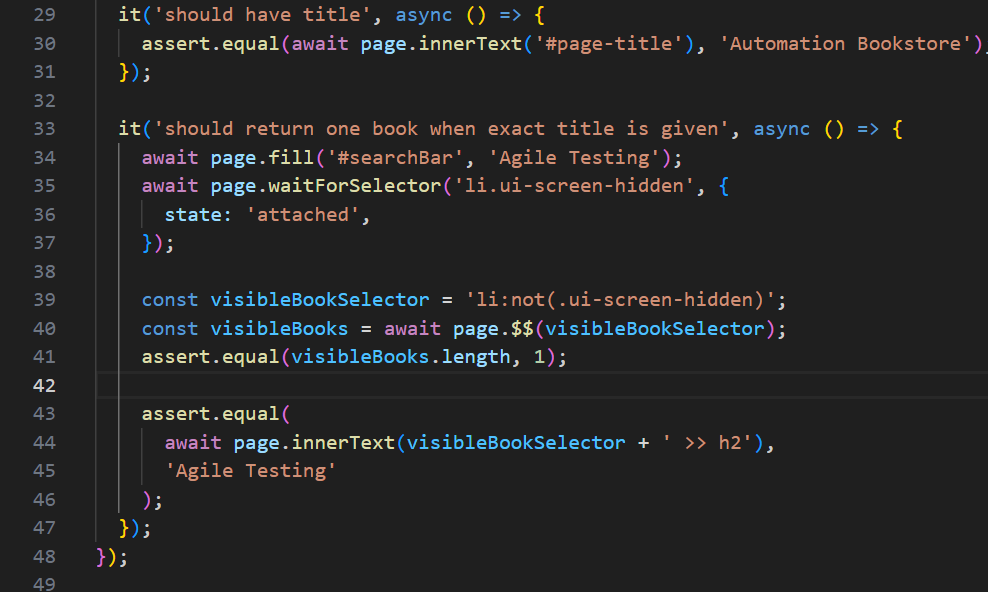 29 it('should have title', async () => {
30 assert.equal(await page.innerText('#page-title'), 'Automation Bookstore');
31 });
32
33 it('should return one book when exact title is given', async () => {
34 await page.fill('#searchBar', 'Agile Testing');
35 await page.waitForSelector('li.ui-screen-hidden', {
36 state: 'attached',
37 });
38
39 const visibleBookSelector = 'li:not(.ui-screen-hidden)';
40 const visibleBooks = await page.$$(visibleBookSelector);
41 assert.equal(visibleBooks.length, 1);
42
43 assert.equal(
44 await page.innerText(visibleBookSelector + ' >> h2'),
45 'Agile Testing'
46 );
47 });
48 });
49